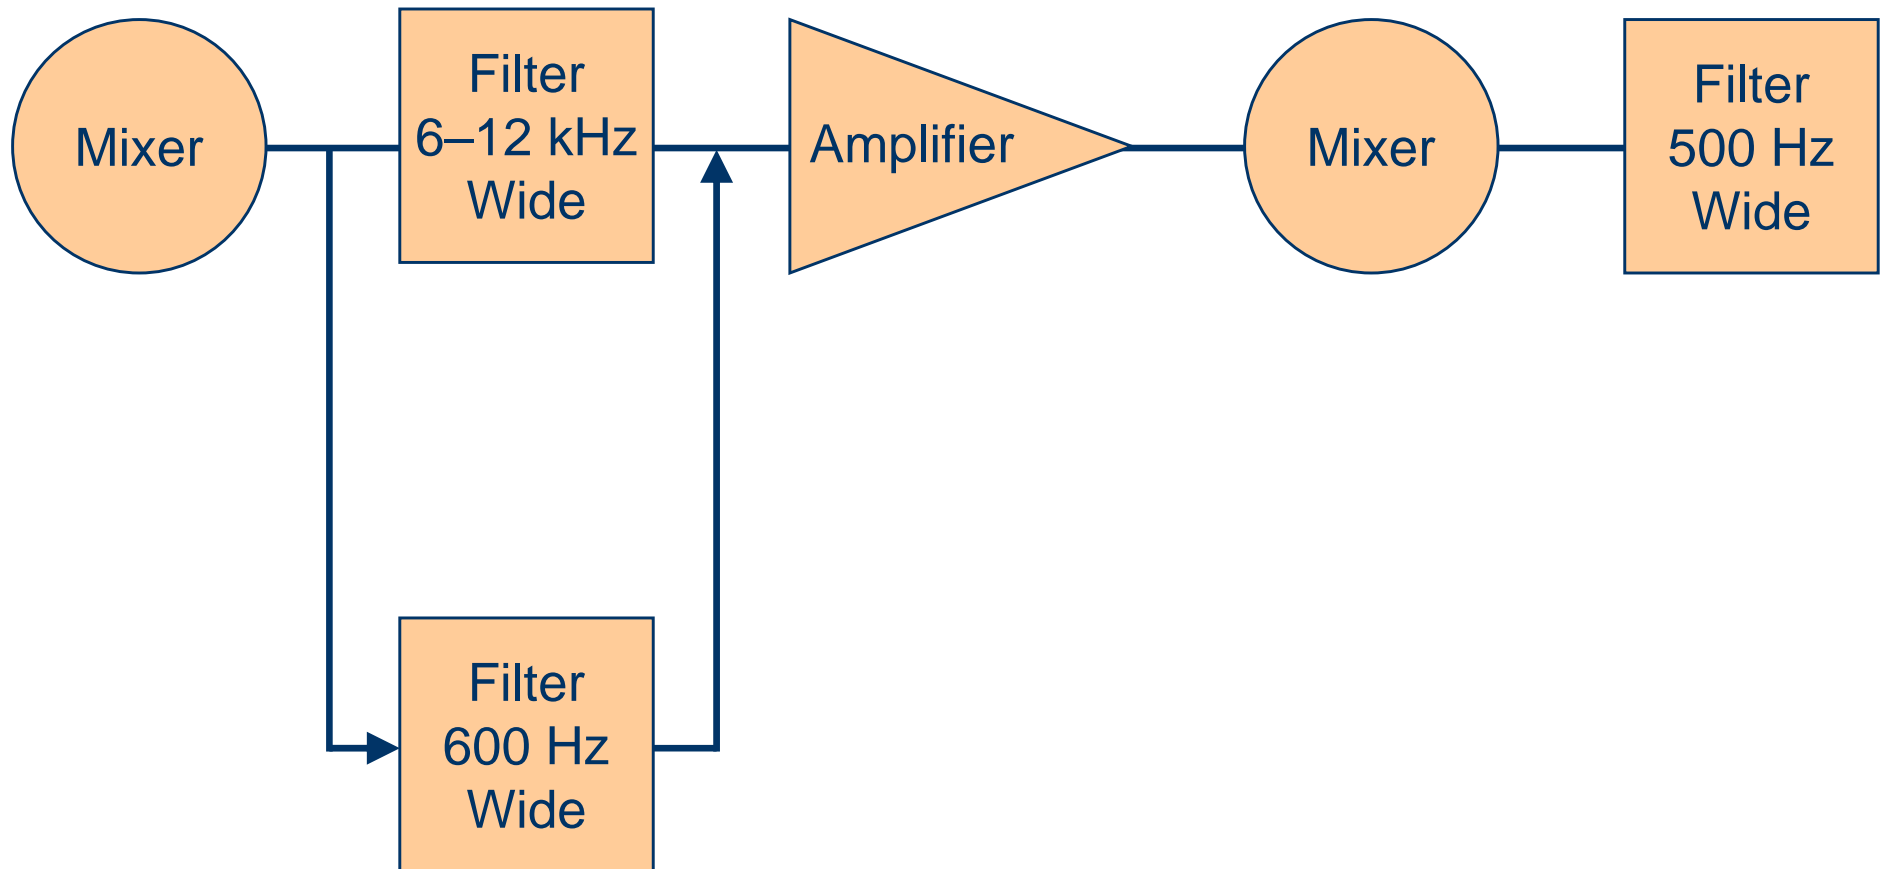 Mixer
Filter
6–12 kHz
Wide
Amplifier
Mixer
Filter
500 Hz
Wide
Filter
600 Hz
Wide